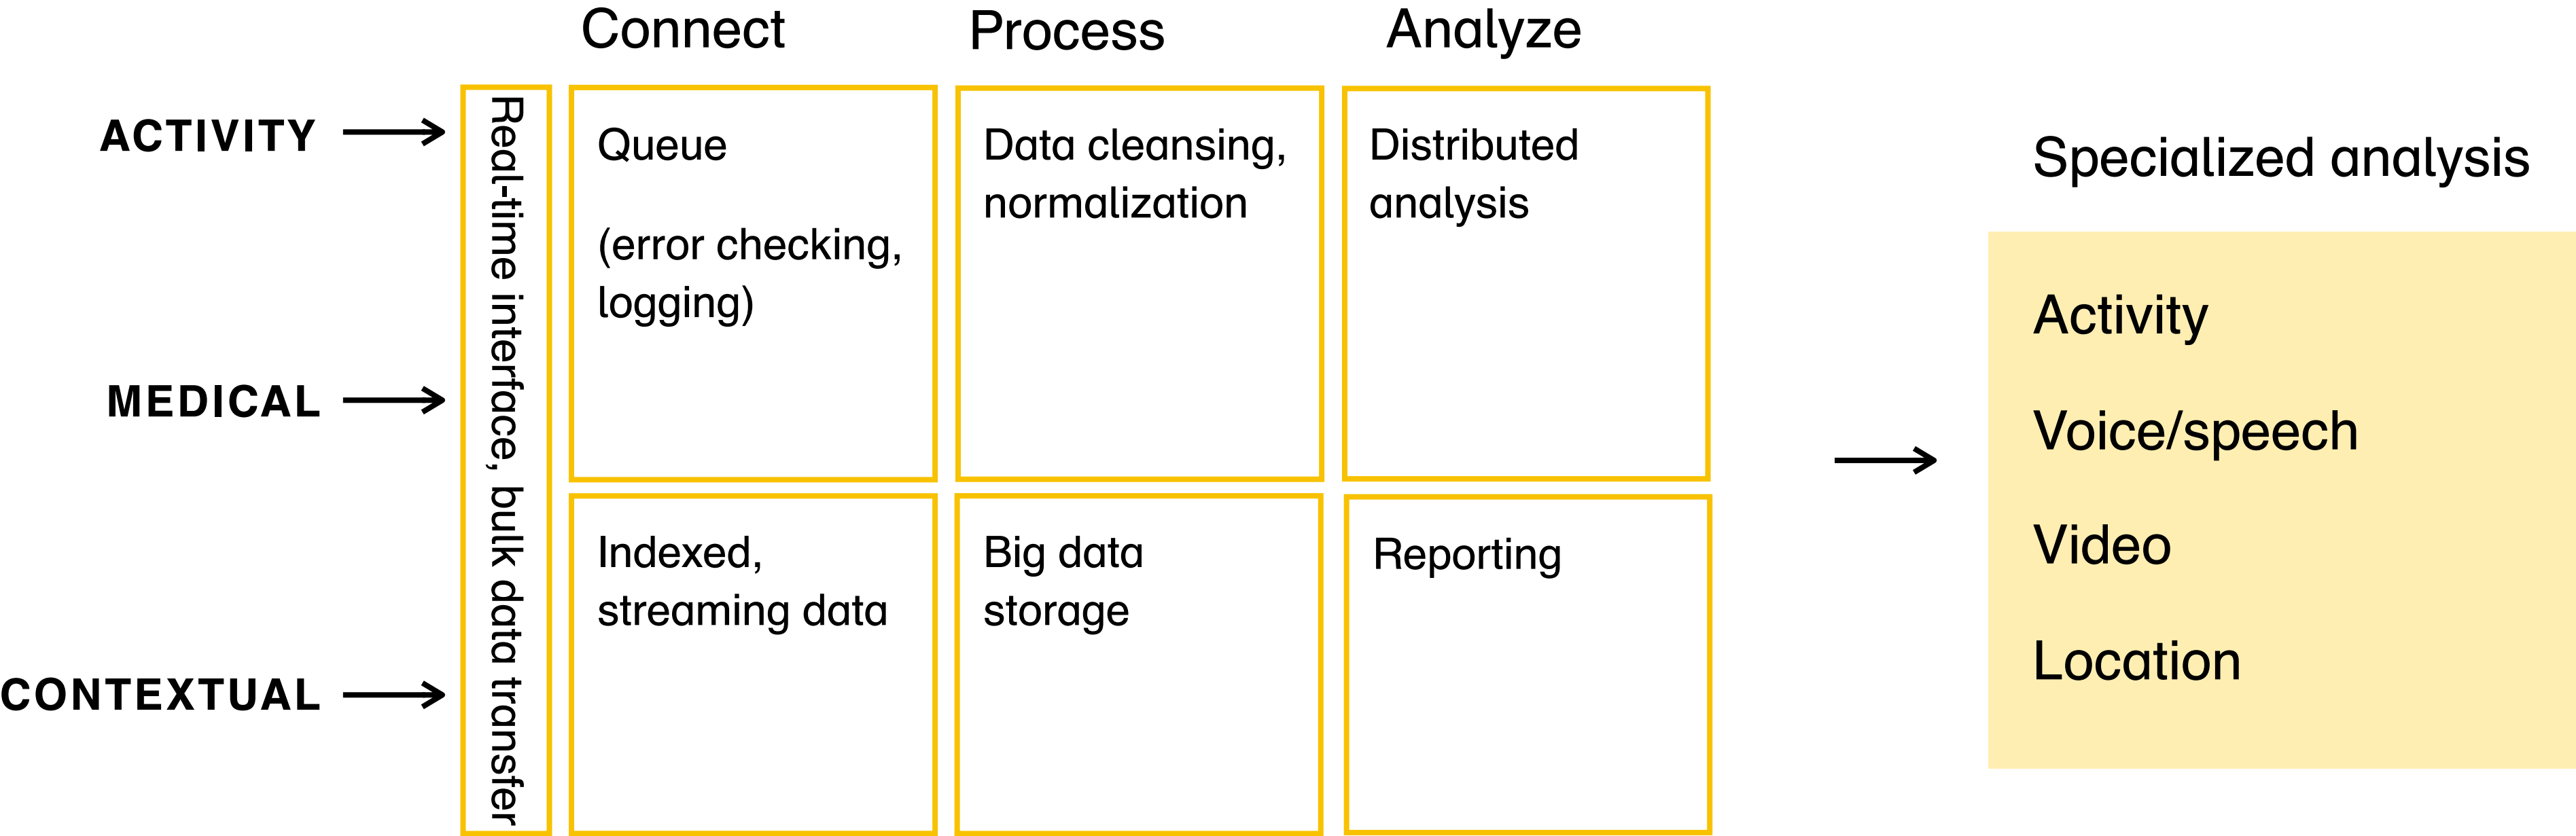 Connect
Process
Analyze
ACTIVITY
MEDICAL
CONTEXTUAL
Real-time interface, bulk data transfer
Queue
(error checking,
logging)
Data cleansing,
normalization
Distributed
analysis
Indexed,
streaming data
Big data
storage
Reporting
Specialized analysis
Activity
Voice/speech
Video
Location